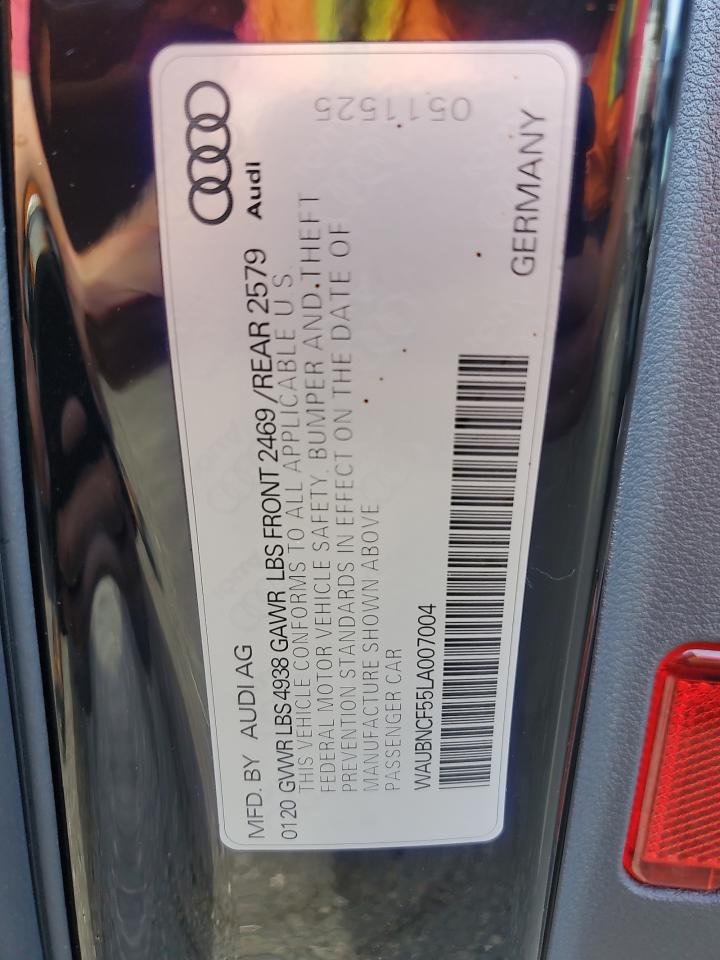 MFD. BY AUDI AG
Audi
0120 GVWR LBS 4938 GAWR LBS FRONT 2469 / REAR 2579
THIS VEHICLE CONFORMS TO ALL APPLICABLE U S
FEDERAL MOTOR VEHICLE SAFETY, BUMPER AND THEFT
PREVENTION STANDARDS IN EFFECT ON THE DATE OF
MANUFACTURE SHOWN ABOVE
PASSENGER CAR
WAUBNCF55LA007004
0511525
GERMANY